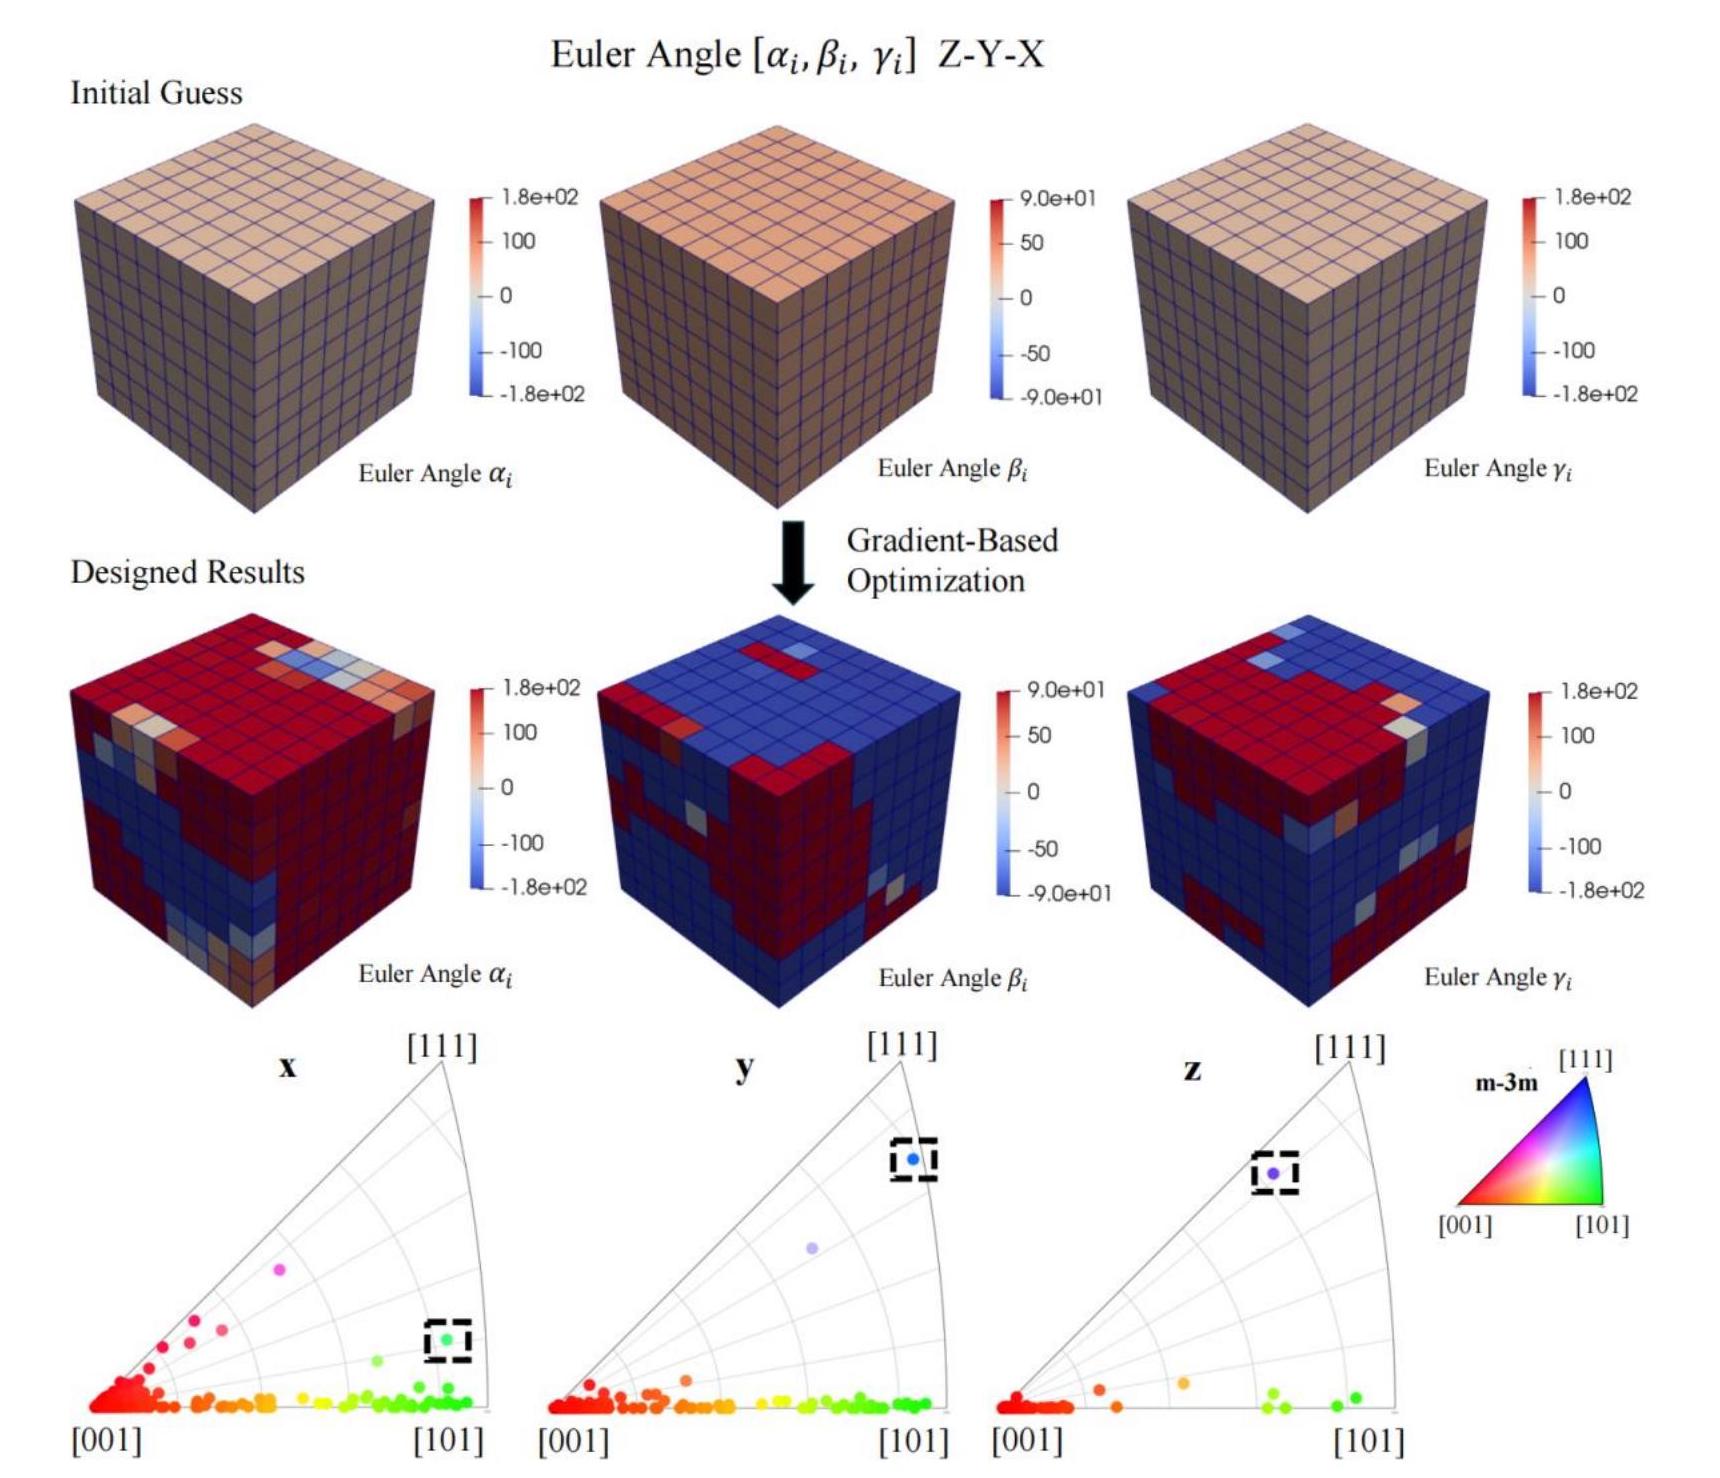 Euler Angle [αᵢ, βᵢ, γᵢ] Z-Y-X
Initial Guess
1.8e+02
100
0
-100
-1.8e+02
Euler Angle αᵢ
9.0e+01
50
0
-50
-9.0e+01
Euler Angle βᵢ
1.8e+02
100
0
-100
-1.8e+02
Euler Angle γᵢ
Gradient-Based
Optimization
Designed Results
1.8e+02
100
0
-100
-1.8e+02
Euler Angle αᵢ
9.0e+01
50
0
-50
-9.0e+01
Euler Angle βᵢ
1.8e+02
100
0
-100
-1.8e+02
Euler Angle γᵢ
x
[111]
[001]
[101]
y
[111]
[001]
[101]
z
[111]
[001]
[101]
m-3m
[111]
[001]
[101]